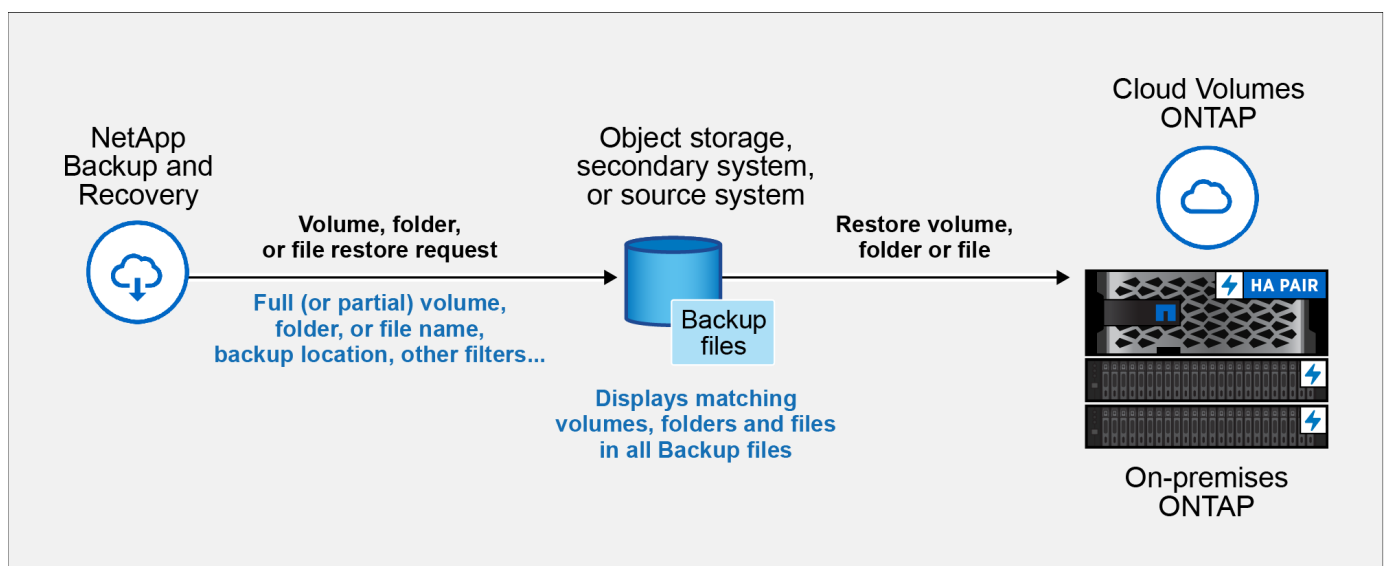 NetApp
Backup and
Recovery
Volume, folder,
or file restore request
Full (or partial) volume,
folder, or file name,
backup location, other filters...
Object storage,
secondary system,
or source system
Backup
files
Displays matching
volumes, folders and files
in all Backup files
Restore volume,
folder or file
Cloud Volumes
ONTAP
HA PAIR
On-premises
ONTAP